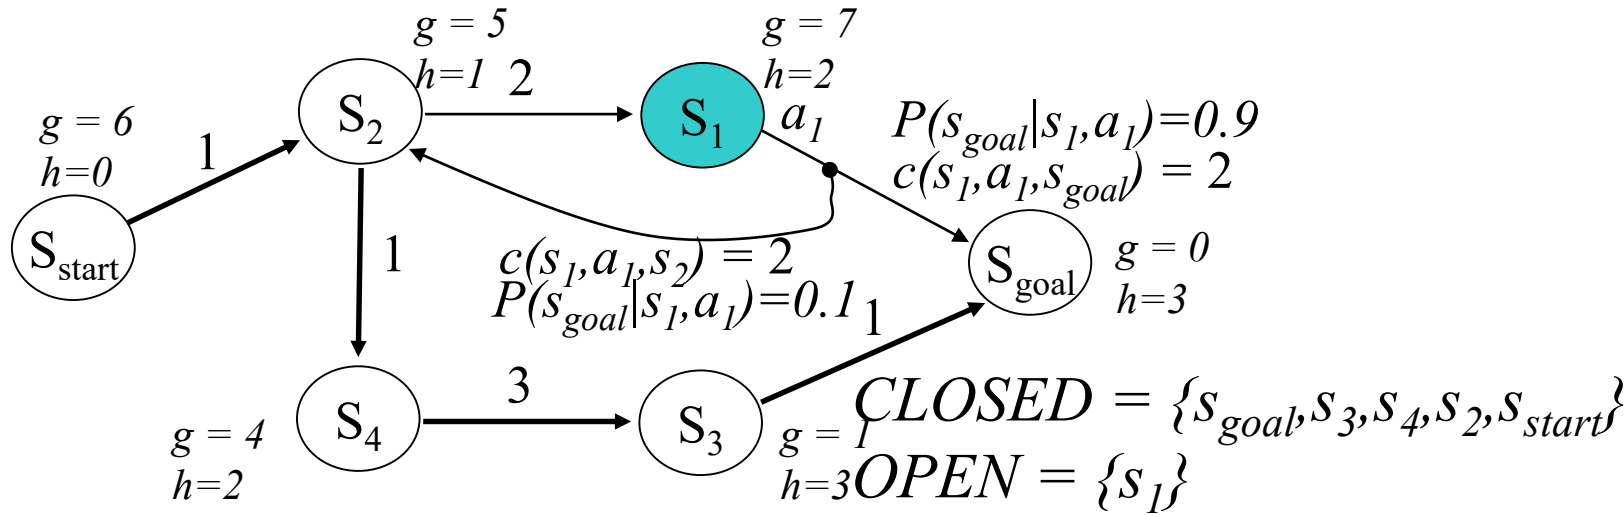 g = 5
h=1
2
g = 7
h=2
S2
S1
a1
P(sgoal|s1,a1)=0.9
c(s1,a1,sgoal) = 2
g = 6
h=0
1
Sstart
1
c(s1,a1,s2) = 2
P(sgoal|s1,a1)=0.1
1
Sgoal
g = 0
h=3
3
S4
S3
g = 4
h=2
g = 1
h=3
CLOSED = {sgoal,s3,s4,s2,sstart}
OPEN = {s1}